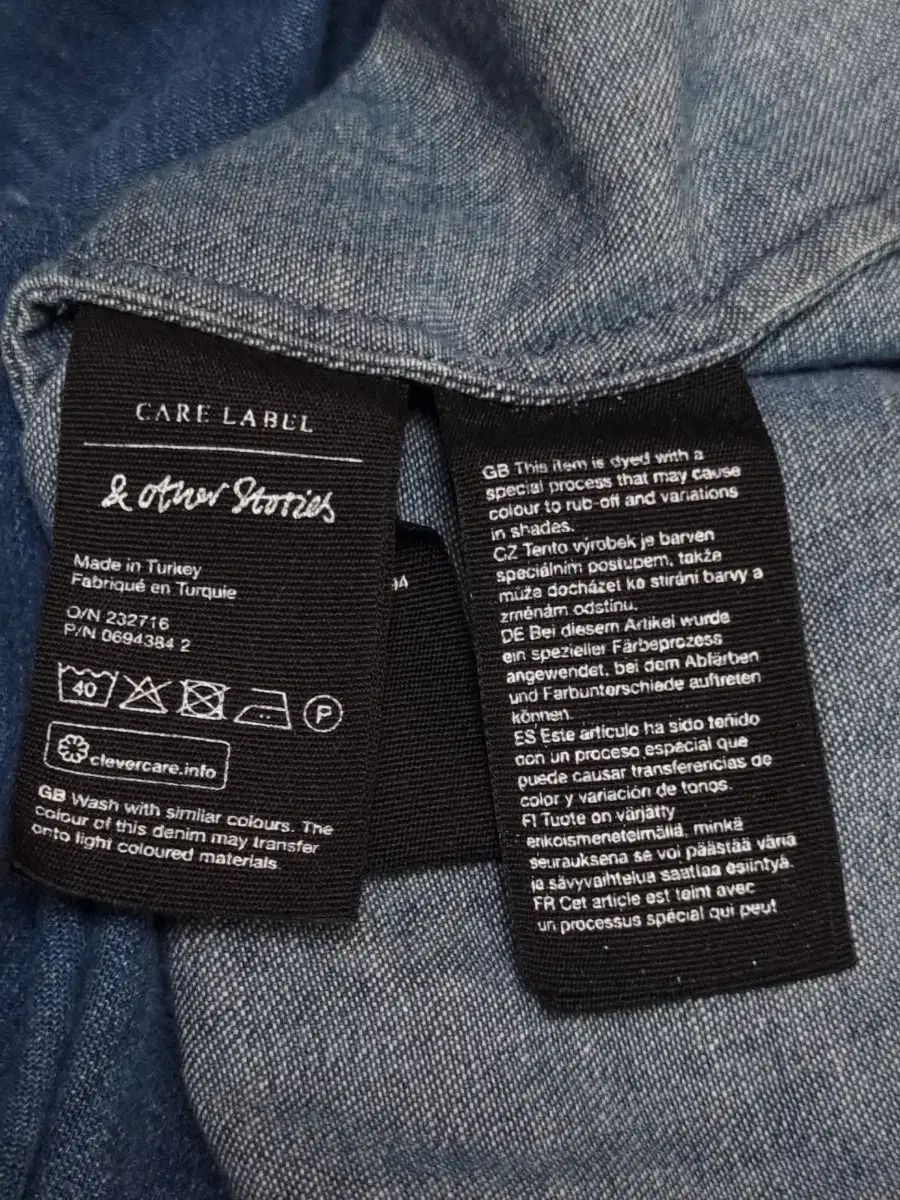 CARE LABEL
& other Stories
Made in Turkey
Fabriqué en Turquie
O/N 232716
P/N 0694384 2
40
P
clevercare.info
GB Wash with similar colours. The
colour of this denim may transfer
onto light coloured materials.
GB This item is dyed with a
special process that may cause
colour to rub-off and variations
in shades.
CZ Tento výrobek je barven
speciálním postupem, takže
může docházet ke stírání barvy a
změnám odstínu.
DE Bei diesem Artikel wurde
ein spezieller Färbeprozess
angewendet, bei dem Abfärben
und Farbunterschiede auftreten
können.
ES Este artículo ha sido teñido
con un proceso especial que
puede causar transferencias de
color y variación de tonos.
FI Tuote on värjätty
erikoismenetelmällä, minkä
seurauksena se voi päästää väriä
ja sävyvaihtelua saattaa esiintyä.
FR Cet article est teint avec
un processus spécial qui peut